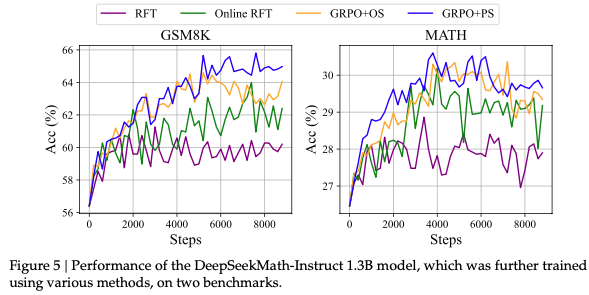 RFT Online RFT GRPO+OS GRPO+PS
GSM8K MATH
66
64
62
60
58
56
Acc (%)
0 2000 4000 6000 8000
Steps
30
29
28
27
Acc (%)
0 2000 4000 6000 8000
Steps
Figure 5 | Performance of the DeepSeekMath-Instruct 1.3B model, which was further trained
using various methods, on two benchmarks.